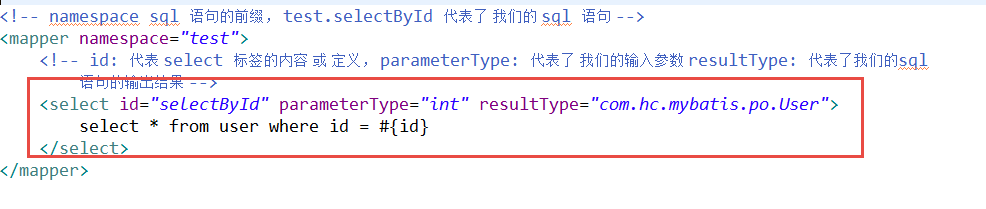 <!-- namespace sql 语句的前缀, test.selectById 代表了 我们的 sql 语句 -->
<mapper namespace="test">
<!-- id: 代表 select 标签的内容 或 定义, parameterType: 代表了 我们的输入参数 resultType: 代表了我们的sql
语句的输出结果 -->
<select id="selectById" parameterType="int" resultType="com.hc.mybatis.po.User">
select * from user where id = #{id}
</select>
</mapper>